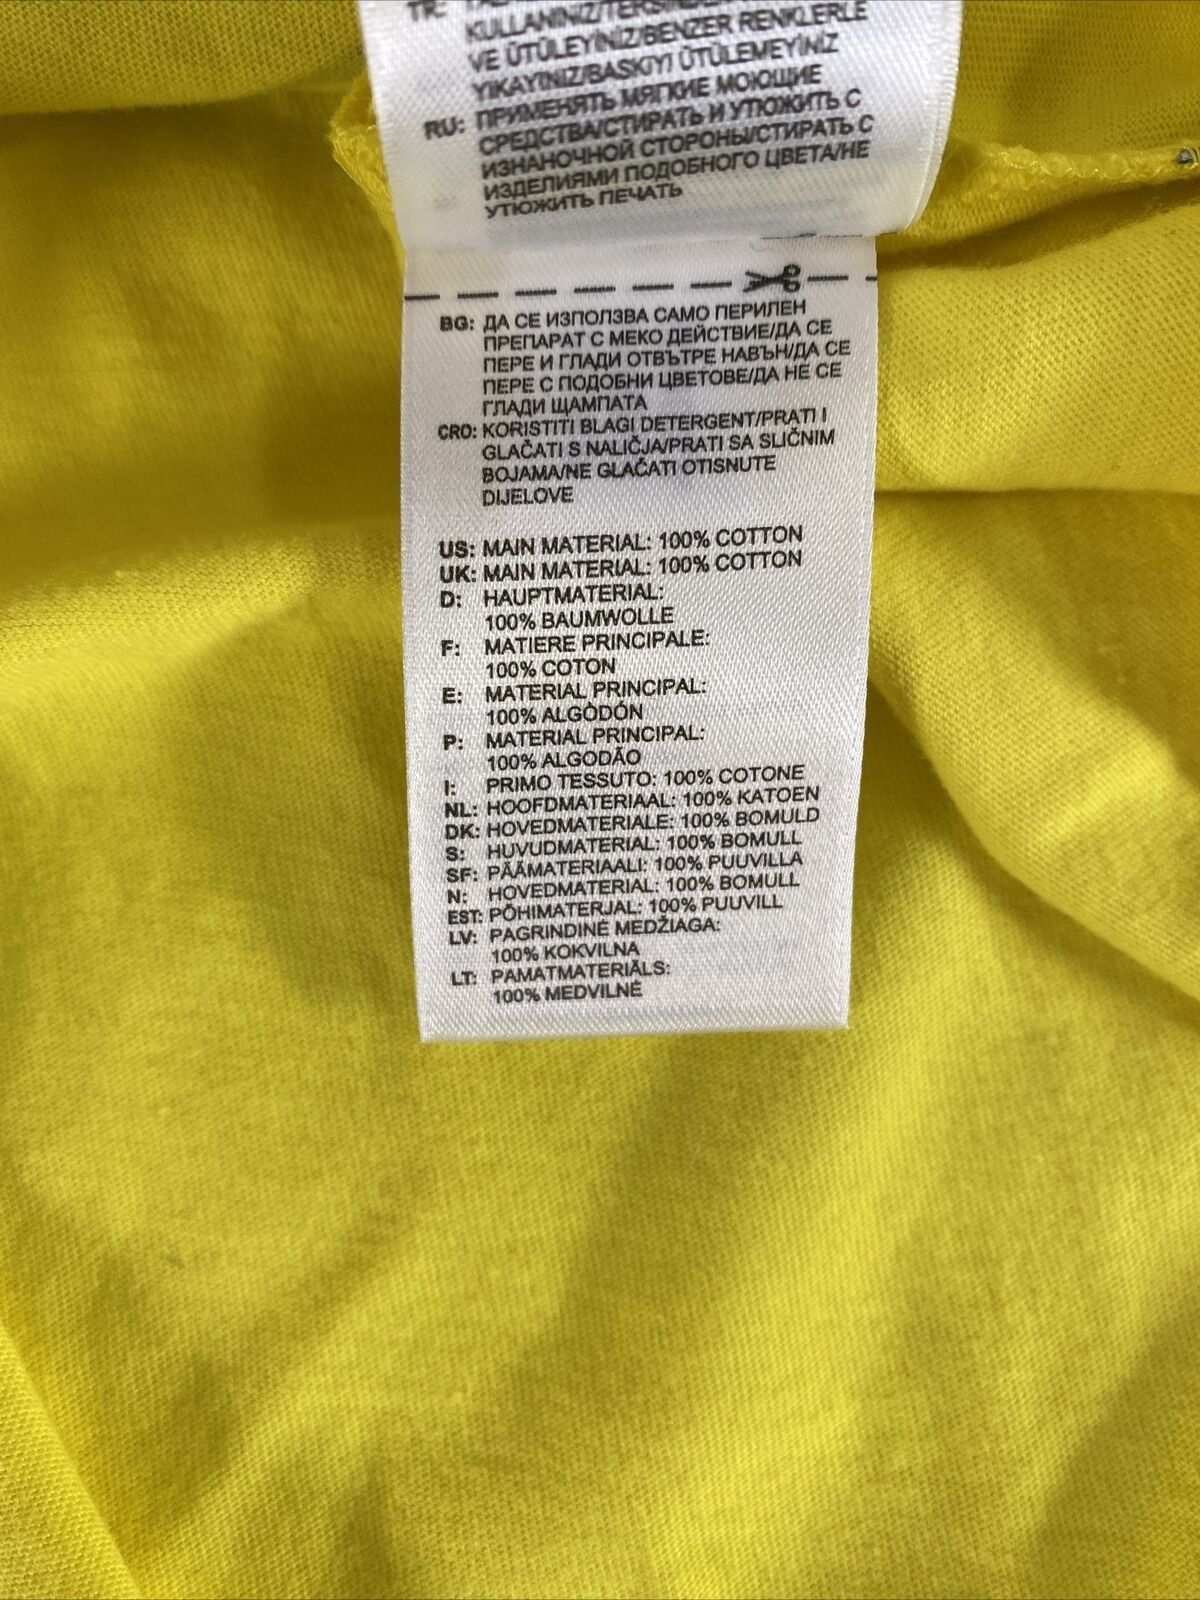 TR:
KULLANINIZ/TERSİNDEN
VE ÜTÜLEYİNİZ/BENZER RENKLERLE
YIKAYINIZ/BASKIYI ÜTÜLEMEYİNİZ
RU: ПРИМЕНЯТЬ МЯГКИЕ МОЮЩИЕ
СРЕДСТВА/СТИРАТЬ И УТЮЖИТЬ С
ИЗНАНОЧНОЙ СТОРОНЫ/СТИРАТЬ С
ИЗДЕЛИЯМИ ПОДОБНОГО ЦВЕТА/НЕ
УТЮЖИТЬ ПЕЧАТЬ
BG: ДА СЕ ИЗПОЛЗВА САМО ПЕРИЛЕН
ПРЕПАРАТ С МЕКО ДЕЙСТВИЕ/ДА СЕ
ПЕРЕ И ГЛАДИ ОТВЪТРЕ НАВЪН/ДА СЕ
ПЕРЕ С ПОДОБНИ ЦВЕТОВЕ/ДА НЕ СЕ
ГЛАДИ ЩАМПАТА
CRO: KORISTITI BLAGI DETERGENT/PRATI I
GLAČATI S NALIČJA/PRATI SA SLIČNIM
BOJAMA/NE GLAČATI OTISNUTE
DIJELOVE
US: MAIN MATERIAL: 100% COTTON
UK: MAIN MATERIAL: 100% COTTON
D: HAUPTMATERIAL:
100% BAUMWOLLE
F: MATIERE PRINCIPALE:
100% COTON
E: MATERIAL PRINCIPAL:
100% ALGÒDÓN
P: MATERIAL PRINCIPAL:
100% ALGODÃO
I: PRIMO TESSUTO: 100% COTONE
NL: HOOFDMATERIAAL: 100% KATOEN
DK: HOVEDMATERIALE: 100% BOMULD
S: HUVUDMATERIAL: 100% BOMULL
SF: PÄÄMATERIAALI: 100% PUUVILLA
N: HOVEDMATERIAL: 100% BOMULL
EST: PÕHIMATERJAL: 100% PUUVILL
LV: PAGRINDINĖ MEDŽIAGA:
100% KOKVILNA
LT: PAMATMATERIĀLS:
100% MEDVILNĖ